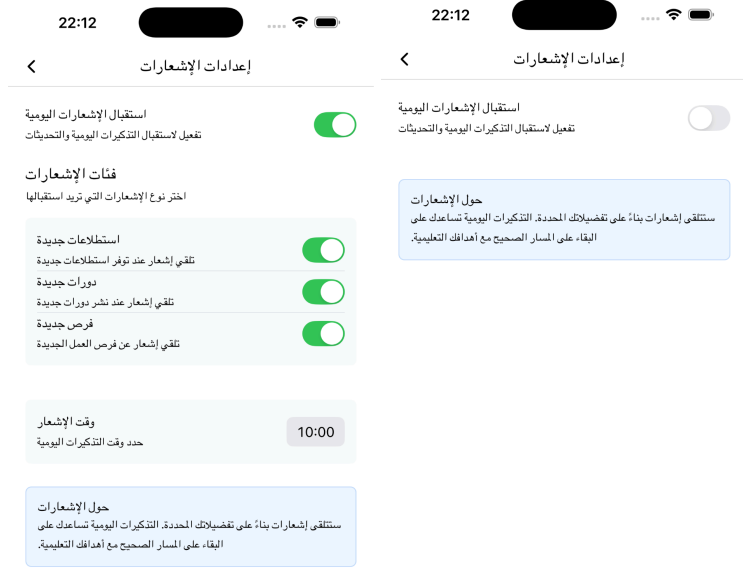 22:12
إعدادات الإشعارات
استقبال الإشعارات اليومية
تفعيل لاستقبال التذكيرات اليومية والتحديثات
فئات الإشعارات
اختر نوع الإشعارات التي تريد استقبالها
استطلاعات جديدة
تلقي إشعار عند توفر استطلاعات جديدة
دورات جديدة
تلقي إشعار عند نشر دورات جديدة
فرص جديدة
تلقي إشعار عن فرص العمل الجديدة
وقت الإشعار
حدد وقت التذكيرات اليومية
10:00
حول الإشعارات
ستتلقى إشعارات بناءً على تفضيلاتك المحددة. التذكيرات اليومية تساعدك على
البقاء على المسار الصحيح مع أهدافك التعليمية.
22:12
إعدادات الإشعارات
استقبال الإشعارات اليومية
تفعيل لاستقبال التذكيرات اليومية والتحديثات
حول الإشعارات
ستتلقى إشعارات بناءً على تفضيلاتك المحددة. التذكيرات اليومية تساعدك على
البقاء على المسار الصحيح مع أهدافك التعليمية.